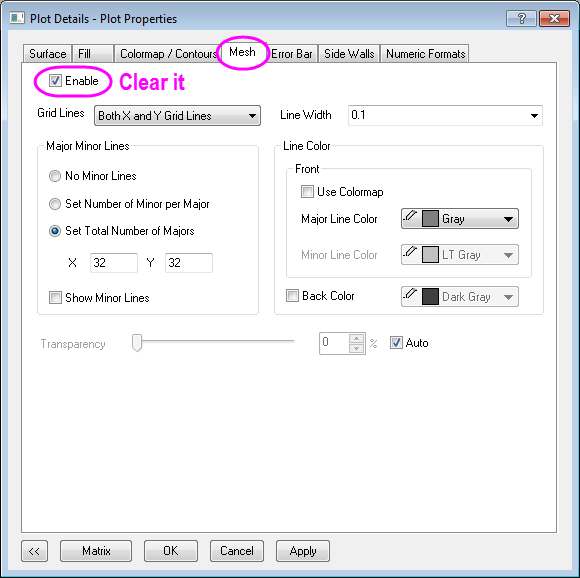 Plot Details - Plot Properties
Surface Fill Colormap / Contours Mesh Error Bar Side Walls Numeric Formats
Enable Clear it
Grid Lines Both X and Y Grid Lines Line Width 0.1
Major Minor Lines Line Color
Front
No Minor Lines Use Colormap
Set Number of Minor per Major Major Line Color Gray
Set Total Number of Majors Minor Line Color LT Gray
X 32 Y 32
Show Minor Lines Back Color Dark Gray
Transparency 0 % Auto
<< Matrix OK Cancel Apply